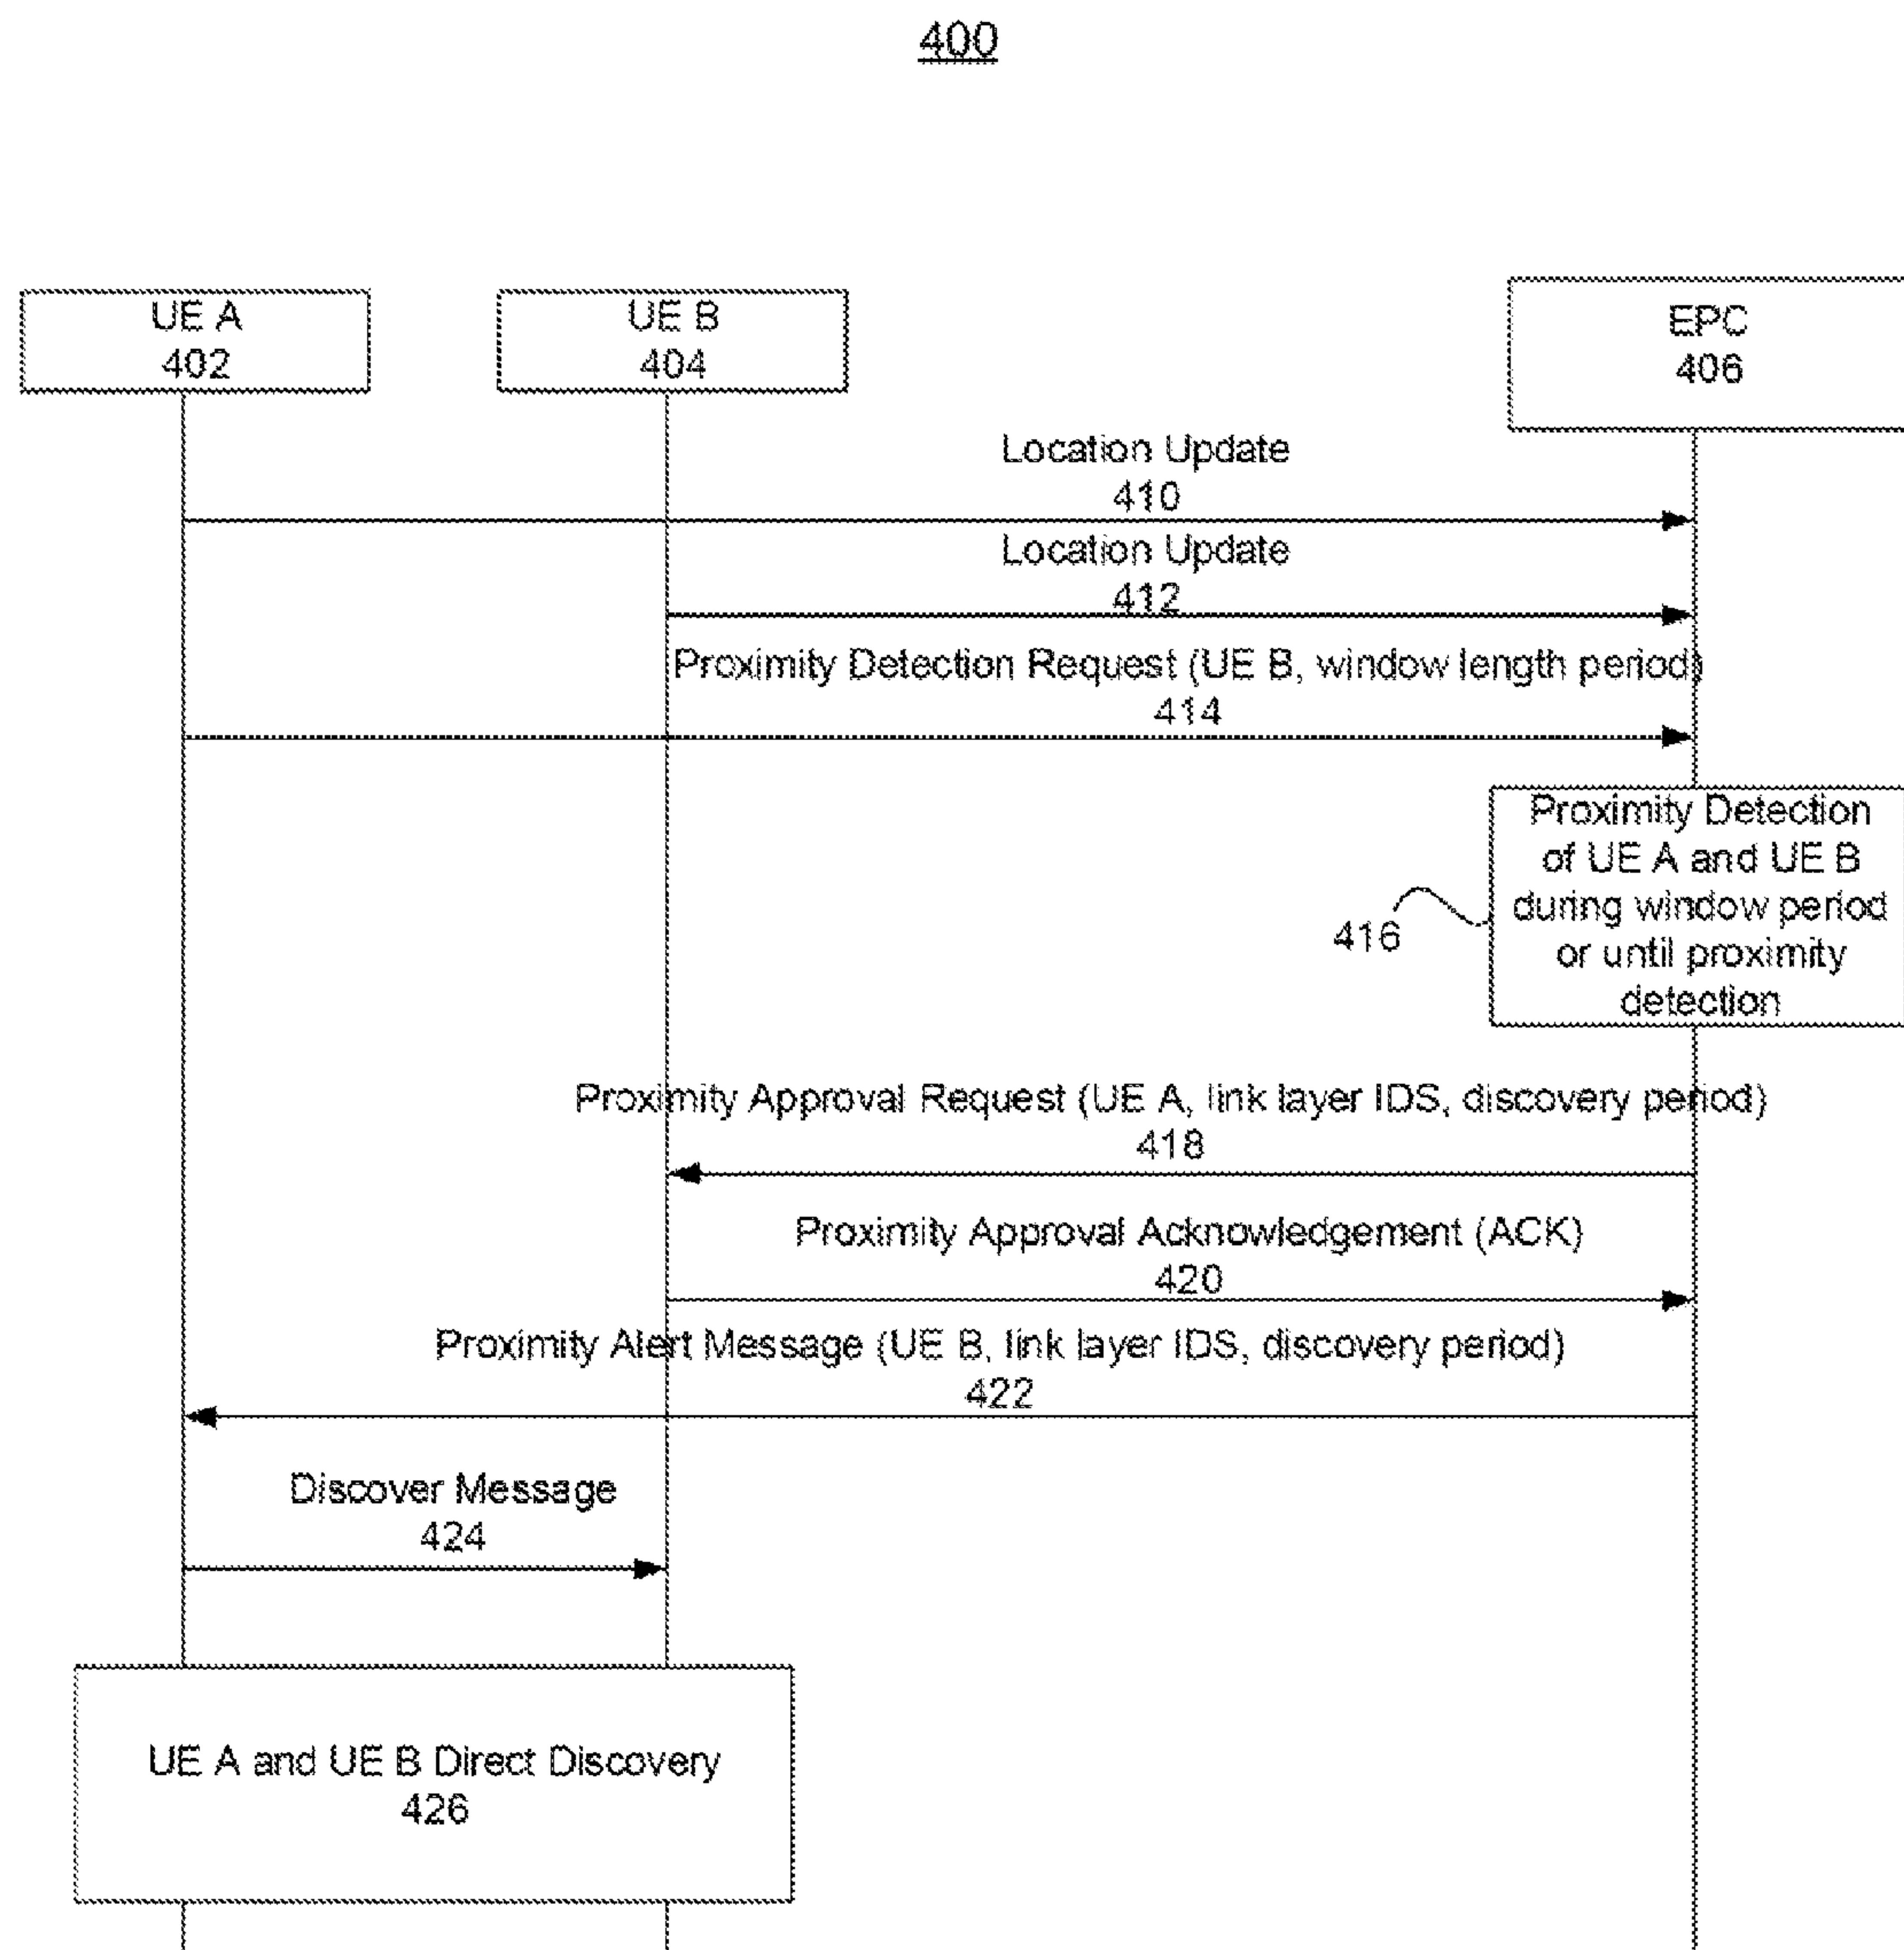 400
UE A
402
UE B
404
EPC
406
Location Update
410
Location Update
412
Proximity Detection Request (UE B, window length period)
414
Proximity Detection
of UE A and UE B
during window period
or until proximity
detection
416
Proximity Approval Request (UE A, link layer IDS, discovery period)
418
Proximity Approval Acknowledgement (ACK)
420
Proximity Alert Message (UE B, link layer IDS, discovery period)
422
Discover Message
424
UE A and UE B Direct Discovery
426